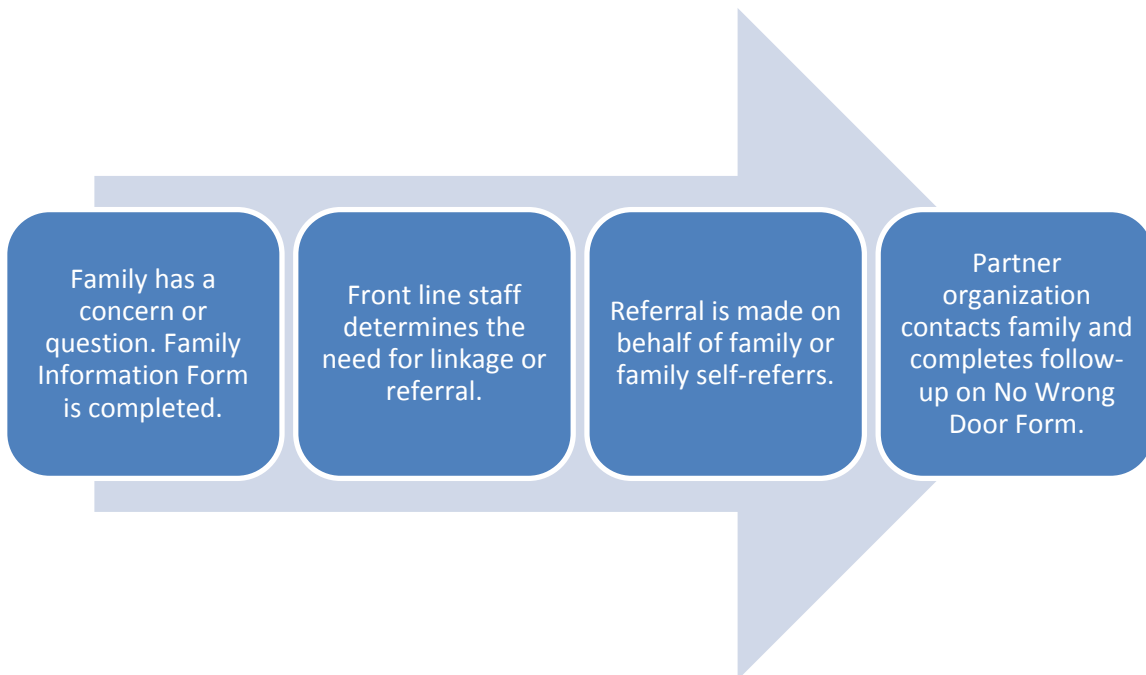 Family has a
concern or
question. Family
Information Form
is completed.
Front line staff
determines the
need for linkage or
referral.
Referral is made on
behalf of family or
family self-referrs.
Partner
organization
contacts family and
completes follow-
up on No Wrong
Door Form.